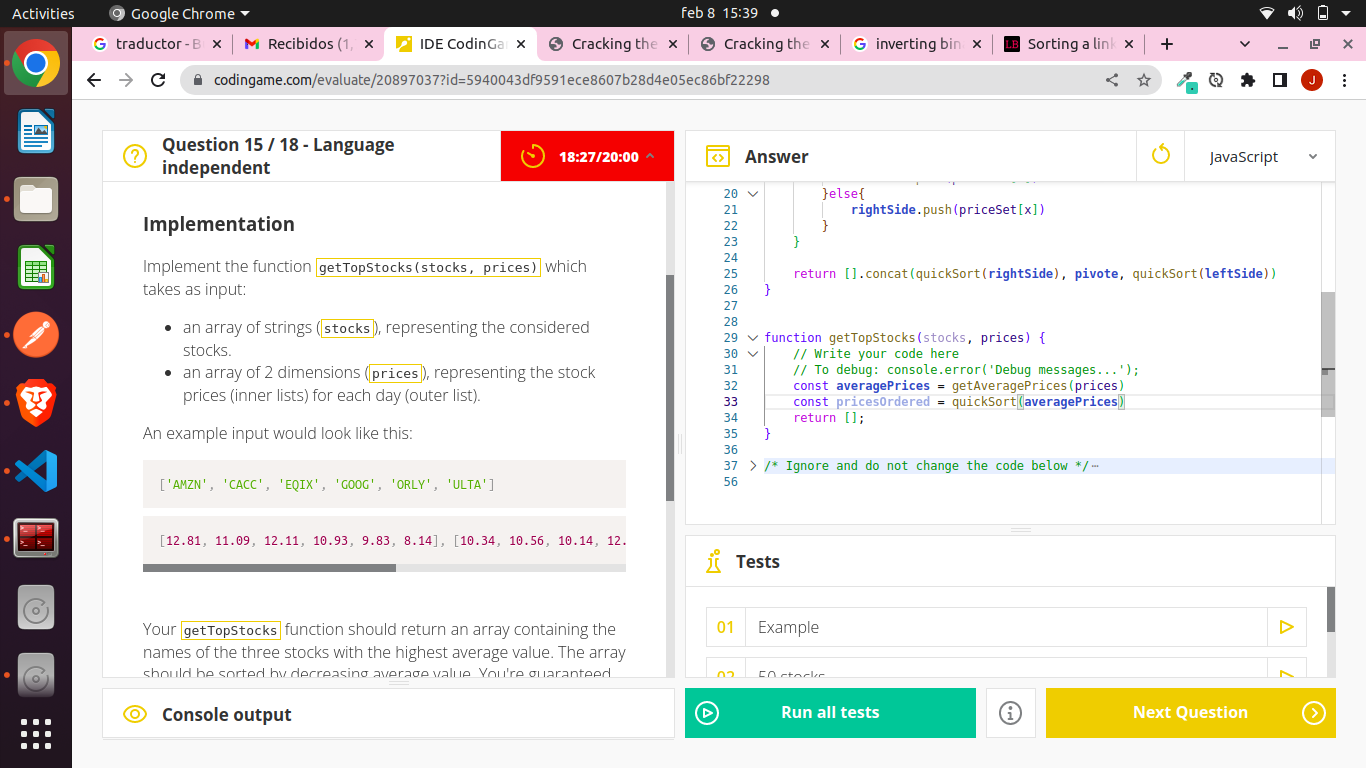 Activities
Google Chrome
feb 8 15:39
traductor - B
Recibidos (1,
IDE CodinGa
Cracking the
Cracking the
inverting bin
LB
Sorting a link
codingame.com/evaluate/20897037?id=5940043df9591ece8607b28d4e05ec86bf22298
J
Question 15 / 18 - Language
independent
18:27/20:00
Implementation
Implement the function getTopStocks(stocks, prices) which
takes as input:
• an array of strings (stocks), representing the considered
stocks.
• an array of 2 dimensions (prices), representing the stock
prices (inner lists) for each day (outer list).
An example input would look like this:
['AMZN', 'CACC', 'EQIX', 'GOOG', 'ORLY', 'ULTA']
[12.81, 11.09, 12.11, 10.93, 9.83, 8.14], [10.34, 10.56, 10.14, 12.
Your getTopStocks function should return an array containing the
names of the three stocks with the highest average value. The array
should be sorted by decreasing average value. You're guaranteed
Console output
Answer
JavaScript
20 }else{
21 rightSide.push(priceSet[x])
22 }
23 }
24
25 return [].concat(quickSort(rightSide), pivote, quickSort(leftSide))
26 }
27
28
29 function getTopStocks(stocks, prices) {
30 // Write your code here
31 // To debug: console.error('Debug messages...');
32 const averagePrices = getAveragePrices(prices)
33 const pricesOrdered = quickSort(averagePrices)
34 return [];
35 }
36
37 /* Ignore and do not change the code below */⋯
56
Tests
01 Example
02 50 stocks
Run all tests
Next Question